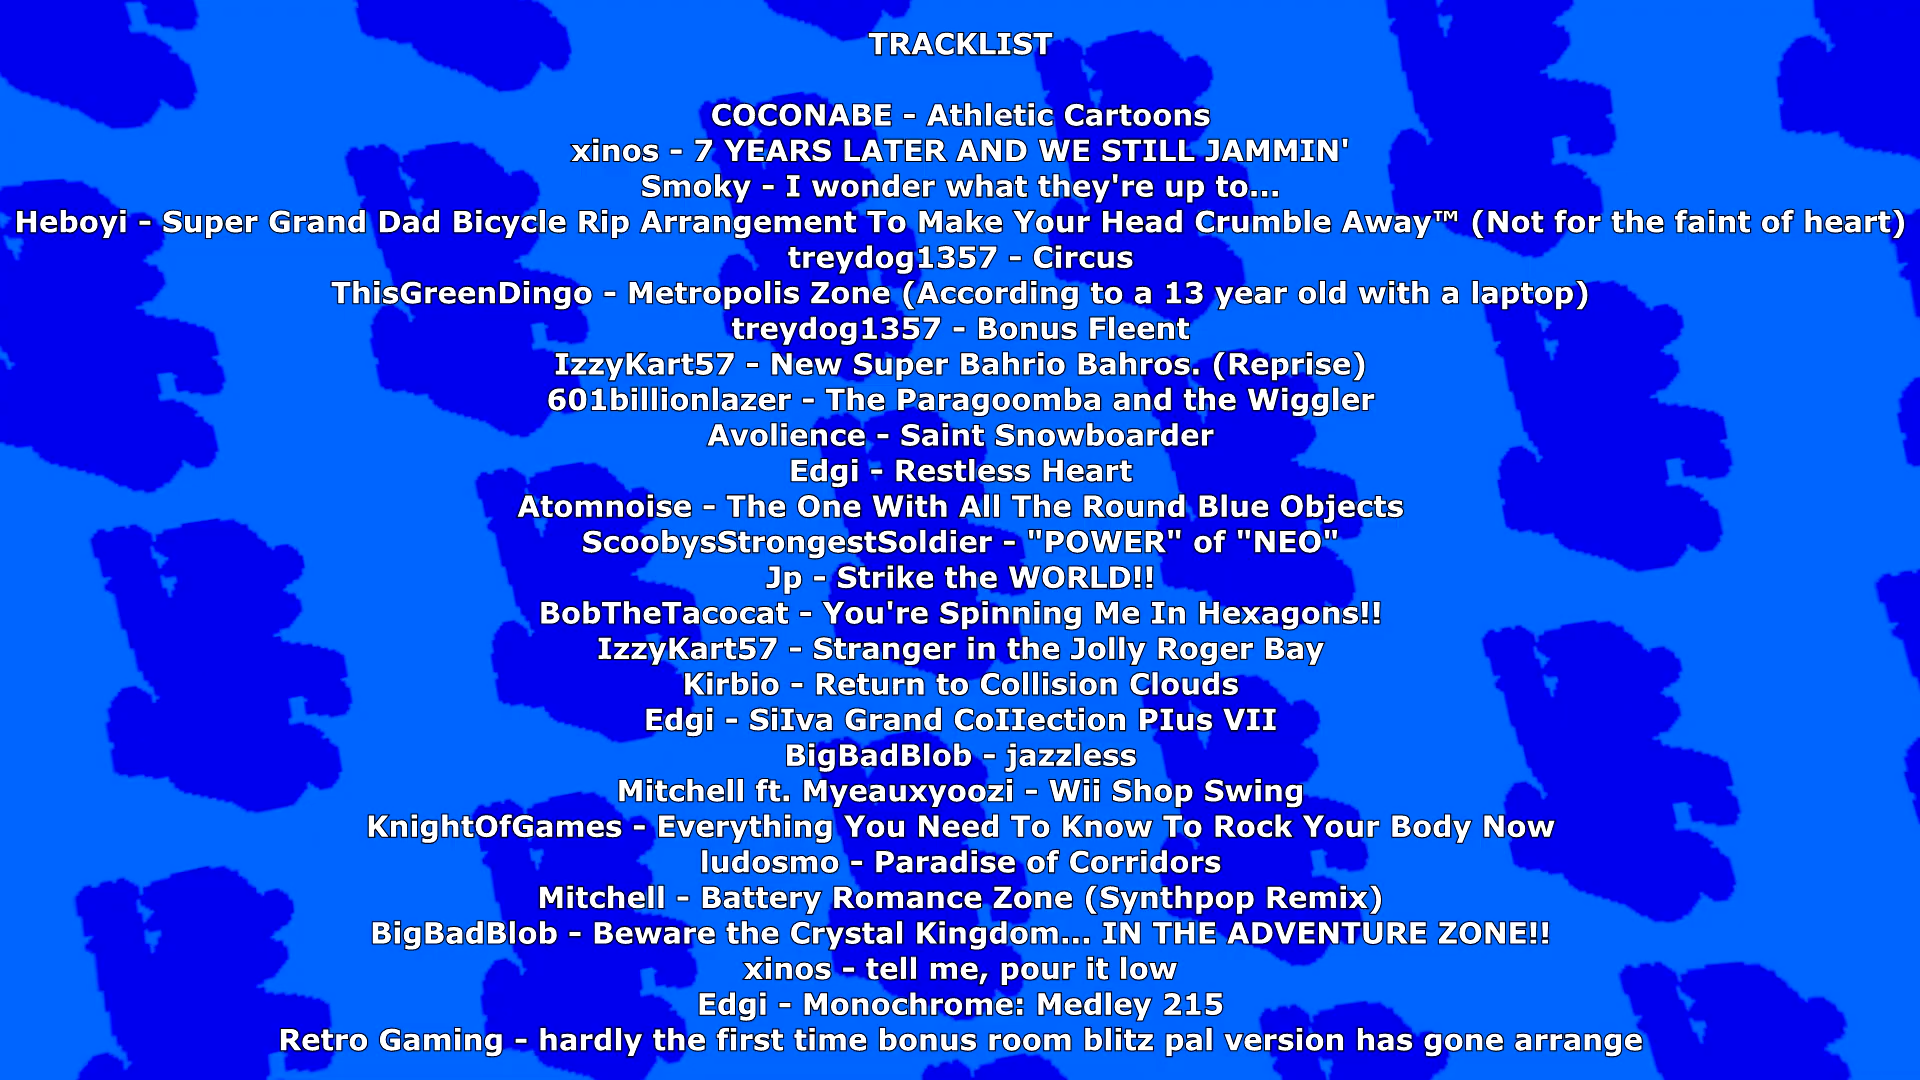 TRACKLIST
COCONABE - Athletic Cartoons
xinos - 7 YEARS LATER AND WE STILL JAMMIN'
Smoky - I wonder what they're up to...
Heboyi - Super Grand Dad Bicycle Rip Arrangement To Make Your Head Crumble Away™ (Not for the faint of heart)
treydog1357 - Circus
ThisGreenDingo - Metropolis Zone (According to a 13 year old with a laptop)
treydog1357 - Bonus Fleent
IzzyKart57 - New Super Bahrio Bahros. (Reprise)
601billionlazer - The Paragoomba and the Wiggler
Avolience - Saint Snowboarder
Edgi - Restless Heart
Atomnoise - The One With All The Round Blue Objects
ScoobysStrongestSoldier - "POWER" of "NEO"
Jp - Strike the WORLD!!
BobTheTacocat - You're Spinning Me In Hexagons!!
IzzyKart57 - Stranger in the Jolly Roger Bay
Kirbio - Return to Collision Clouds
Edgi - SiIva Grand CoIIection PIus VII
BigBadBlob - jazzless
Mitchell ft. Myeauxyoozi - Wii Shop Swing
KnightOfGames - Everything You Need To Know To Rock Your Body Now
ludosmo - Paradise of Corridors
Mitchell - Battery Romance Zone (Synthpop Remix)
BigBadBlob - Beware the Crystal Kingdom... IN THE ADVENTURE ZONE!!
xinos - tell me, pour it low
Edgi - Monochrome: Medley 215
Retro Gaming - hardly the first time bonus room blitz pal version has gone arrange